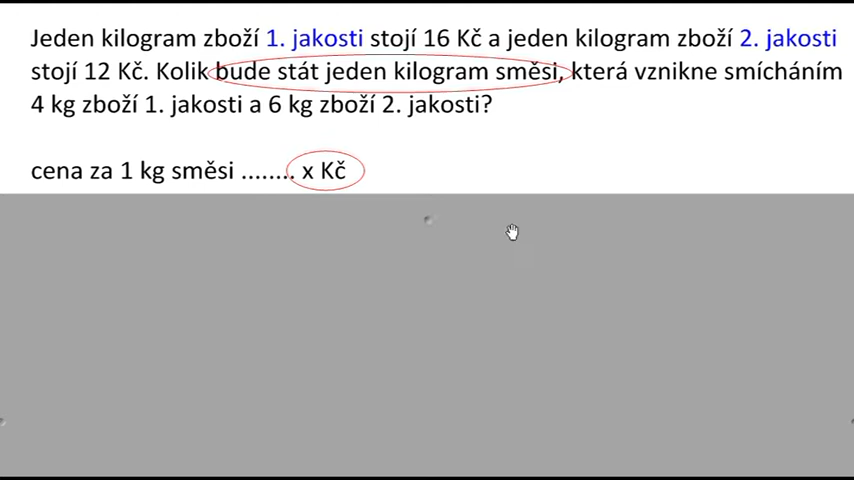 Jeden kilogram zboží 1. jakosti stojí 16 Kč a jeden kilogram zboží 2. jakosti
stojí 12 Kč. Kolik bude stát jeden kilogram směsi, která vznikne smícháním
4 kg zboží 1. jakosti a 6 kg zboží 2. jakosti?
cena za 1 kg směsi ........ x Kč